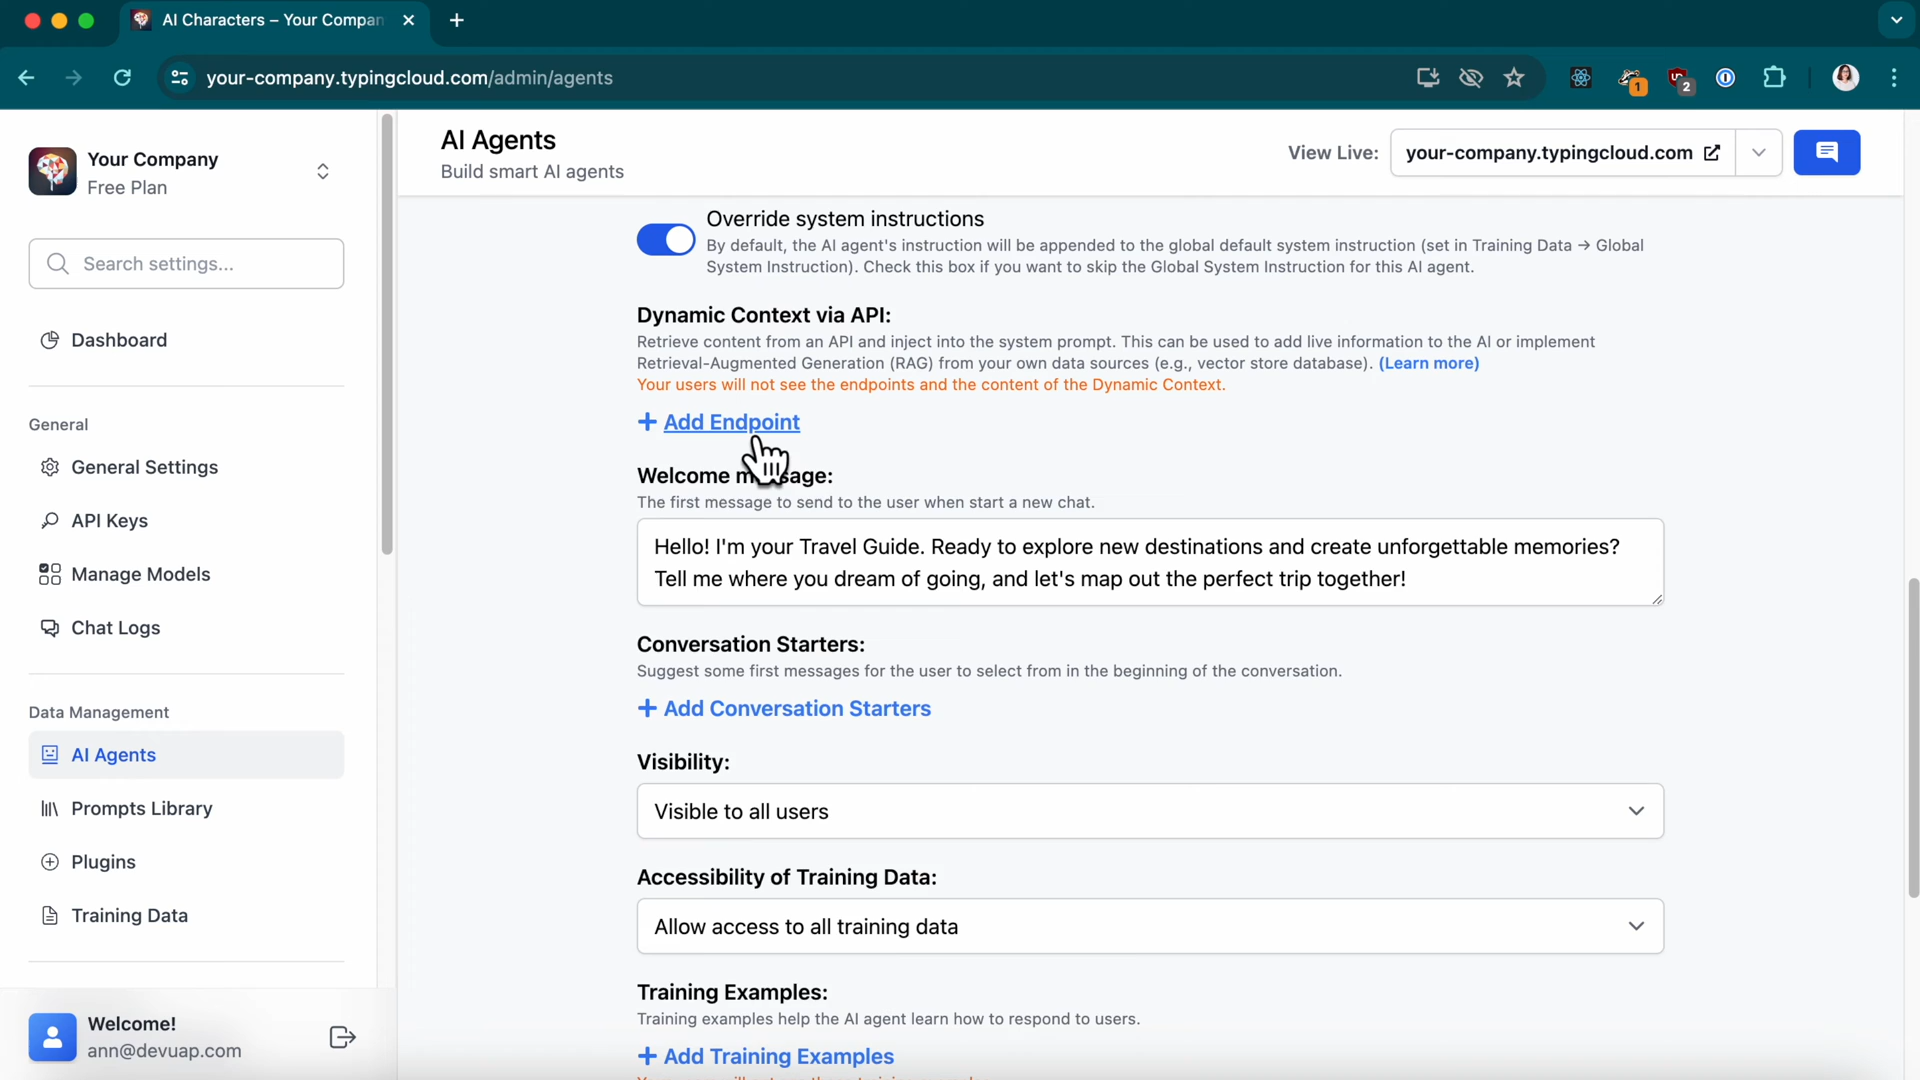 AI Characters – Your Compan
your-company.typingcloud.com/admin/agents
1
2
Your Company
Free Plan
Search settings...
Dashboard
General
General Settings
API Keys
Manage Models
Chat Logs
Data Management
AI Agents
Prompts Library
Plugins
Training Data
Welcome!
ann@devuap.com
AI Agents
Build smart AI agents
View Live:
your-company.typingcloud.com
Override system instructions
By default, the AI agent's instruction will be appended to the global default system instruction (set in Training Data → Global
System Instruction). Check this box if you want to skip the Global System Instruction for this AI agent.
Dynamic Context via API:
Retrieve content from an API and inject into the system prompt. This can be used to add live information to the AI or implement
Retrieval-Augmented Generation (RAG) from your own data sources (e.g., vector store database). (Learn more)
Your users will not see the endpoints and the content of the Dynamic Context.
+ Add Endpoint
Welcome message:
The first message to send to the user when start a new chat.
Hello! I'm your Travel Guide. Ready to explore new destinations and create unforgettable memories?
Tell me where you dream of going, and let's map out the perfect trip together!
Conversation Starters:
Suggest some first messages for the user to select from in the beginning of the conversation.
+ Add Conversation Starters
Visibility:
Visible to all users
Accessibility of Training Data:
Allow access to all training data
Training Examples:
Training examples help the AI agent learn how to respond to users.
+ Add Training Examples